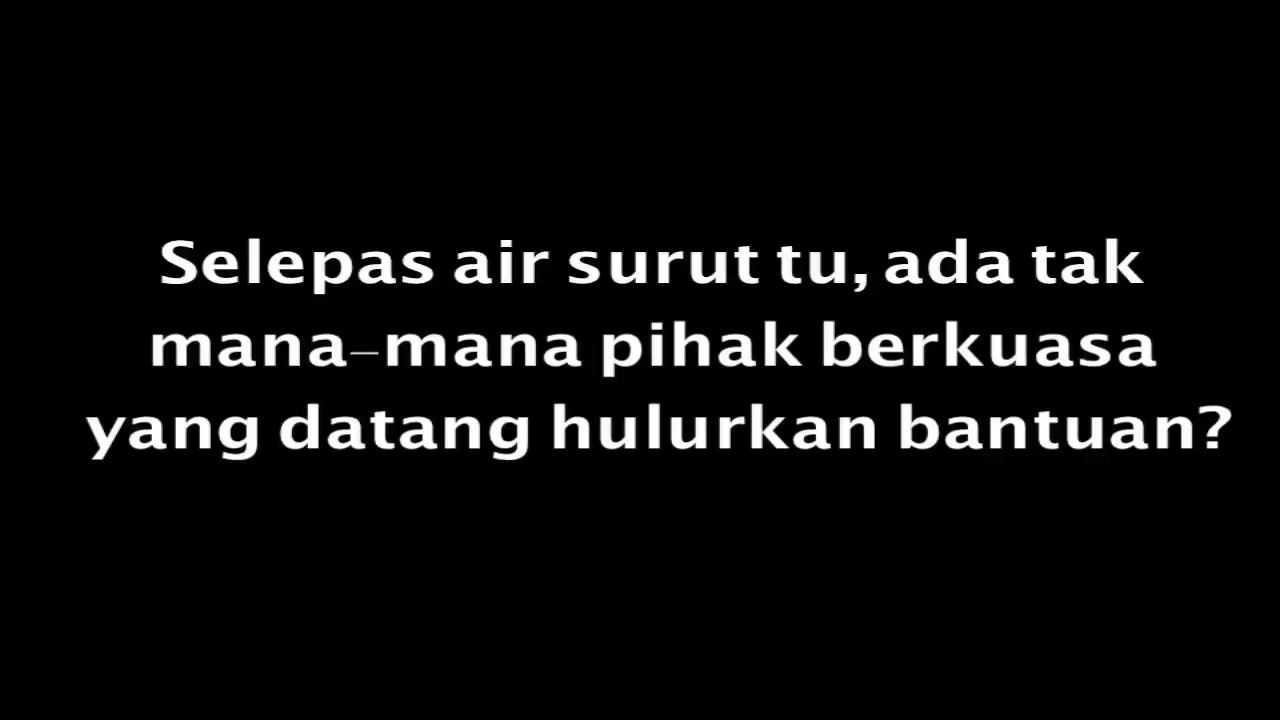 Selepas air surut tu, ada tak
mana-mana pihak berkuasa
yang datang hulurkan bantuan?